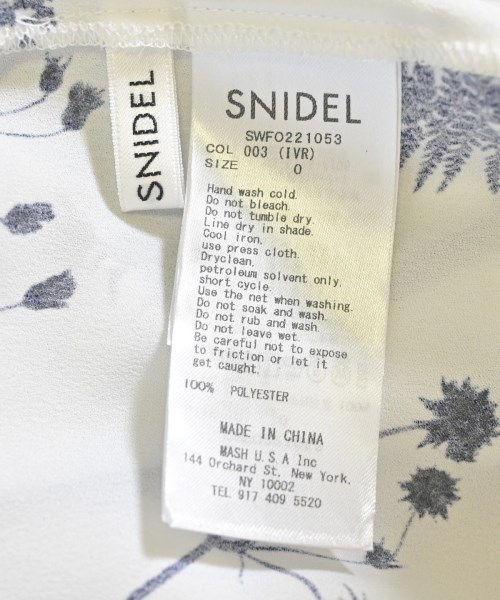 SNIDEL
SNIDEL
SWFO221053
COL 003 (IVR)
SIZE 0
Hand wash cold.
Do not bleach.
Do not tumble dry.
Line dry in shade.
Cool iron,
use press cloth.
Dryclean.
petroleum solvent only.
short cycle.
Use the net when washing.
Do not soak and wash.
Do not rub and wash.
Do not leave wet.
Be careful not to expose
to friction or let it
get caught.
100% POLYESTER
MADE IN CHINA
MASH U.S.A Inc
144 Orchard St. New York,
NY 10002
TEL 917 409 5520